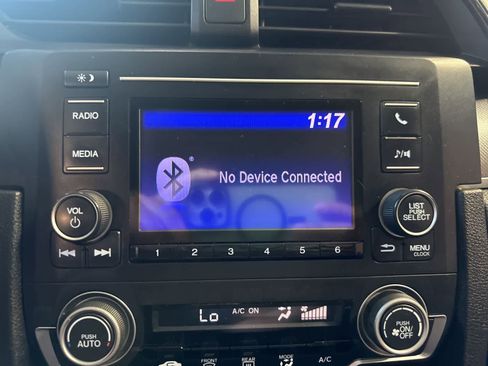 1:17
RADIO
MEDIA
No Device Connected
®
VOL
LIST
PUSH
SELECT
1 2 3 4 5 6
MENU
CLOCK
Lo A/C ON
PUSH
AUTO
PUSH
ON/
OFF
FRONT REAR MODE A/C